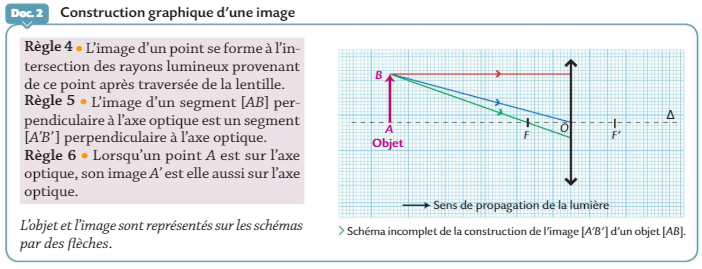 Doc. 2 Construction graphique d'une image
Règle 4 • L'image d'un point se forme à l'in-
tersection des rayons lumineux provenant
de ce point après traversée de la lentille.
Règle 5 • L'image d'un segment [AB] per-
pendiculaire à l'axe optique est un segment
[A'B'] perpendiculaire à l'axe optique.
Règle 6 • Lorsqu'un point A est sur l'axe
optique, son image A' est elle aussi sur l'axe
optique.
L'objet et l'image sont représentés sur les schémas
par des flèches.
B
A
Objet
F
O
F'
Δ
Sens de propagation de la lumière
> Schéma incomplet de la construction de l'image [A'B'] d'un objet [AB].